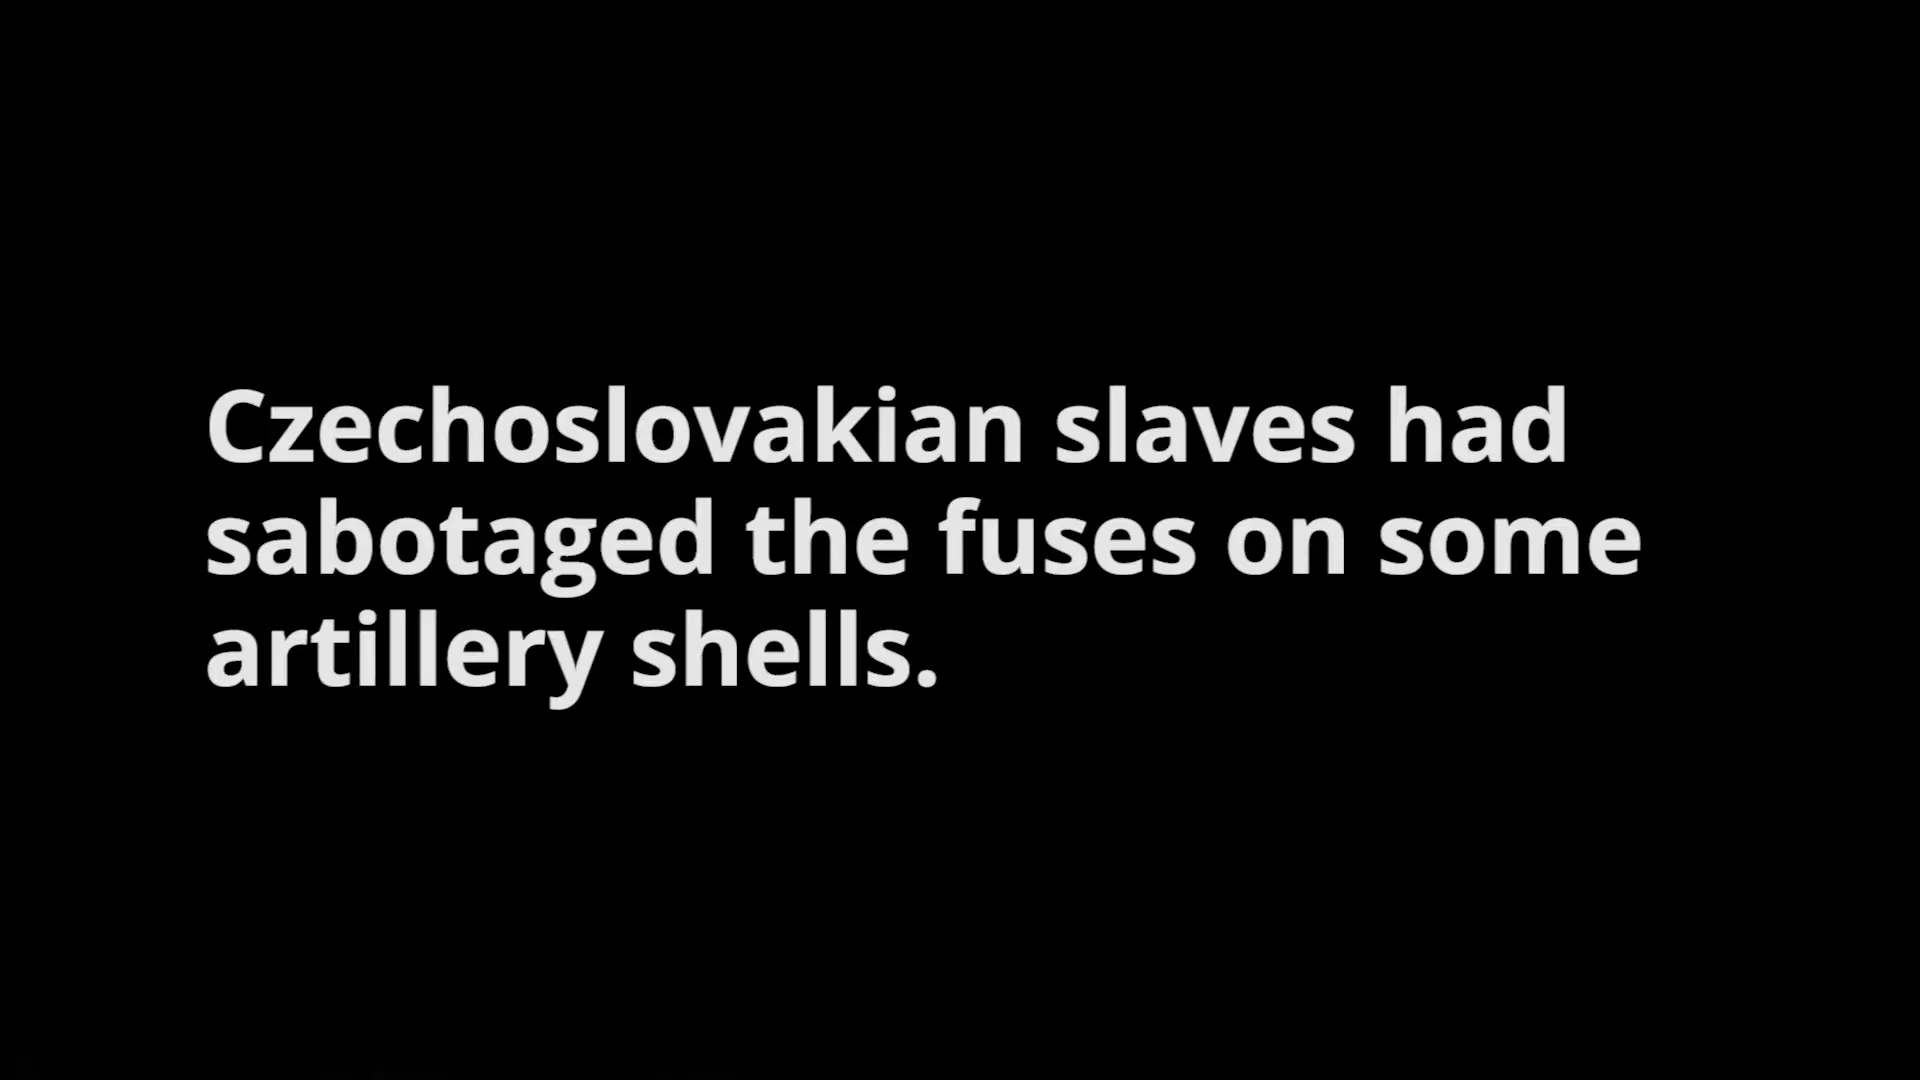 Czechoslovakian slaves had
sabotaged the fuses on some
artillery shells.